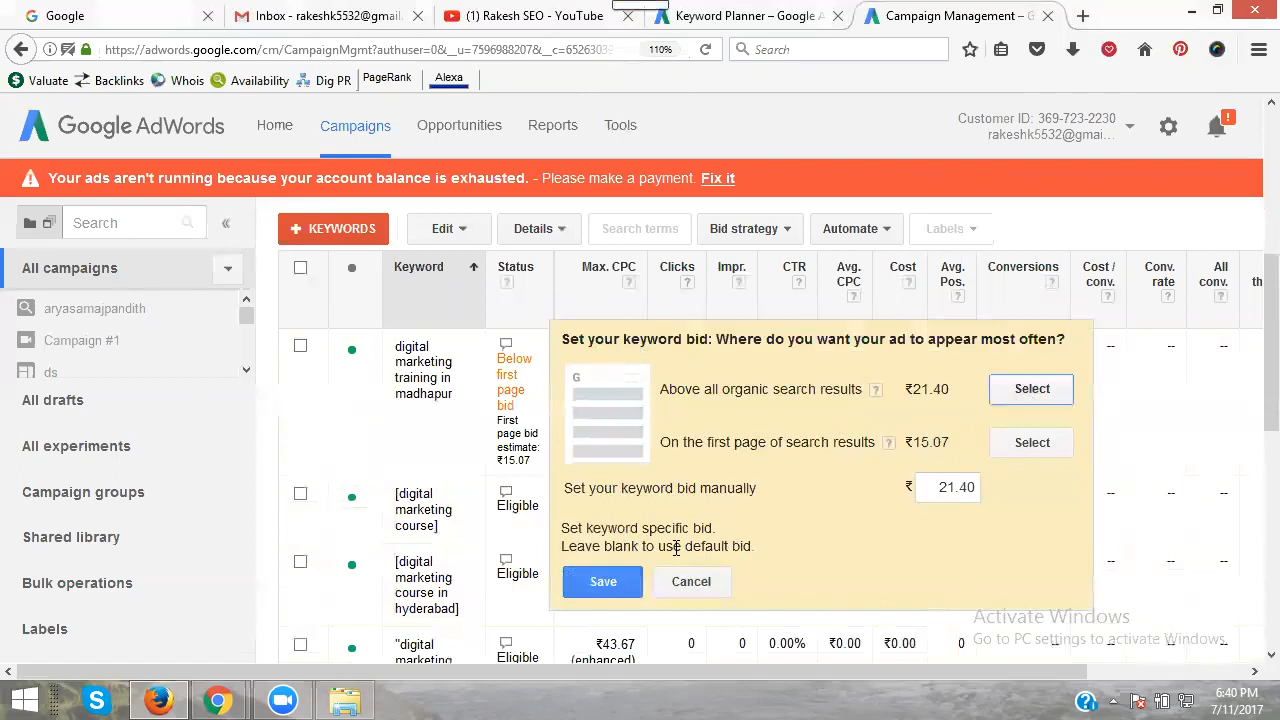 Google
Inbox - rakeshk5532@gmai
(1) Rakesh SEO - YouTube
Keyword Planner - Google A
Campaign Management - G
https://adwords.google.com/cm/CampaignMgmt?authuser=0&__u=7596988207&__c=65263039
110%
Search
Valuate
Backlinks
Whois
Availability
Dig PR
PageRank
Alexa
Google AdWords
Home
Campaigns
Opportunities
Reports
Tools
Customer ID: 369-723-2230
rakeshk5532@gmai...
Your ads aren't running because your account balance is exhausted. - Please make a payment. Fix it
Search
KEYWORDS
Edit
Details
Search terms
Bid strategy
Automate
Labels
All campaigns
aryasamajpandith
Campaign #1
ds
All drafts
All experiments
Campaign groups
Shared library
Bulk operations
Labels
Keyword
Status
Max. CPC
Clicks
Impr.
CTR
Avg. CPC
Cost
Avg. Pos.
Conversions
Cost / conv.
Conv. rate
All conv.
th
digital
marketing
training in
madhapur
Below
first
page
bid
First
page bid
estimate:
₹15.07
[digital
marketing
course]
Eligible
[digital
marketing
course in
hyderabad]
Eligible
"digital
marketing
Eligible
₹43.67
(enhanced)
0
0
0.00%
₹0.00
₹0.00
0
--
--
--
Set your keyword bid: Where do you want your ad to appear most often?
G
Above all organic search results ? ₹21.40 Select
On the first page of search results ? ₹15.07 Select
Set your keyword bid manually ₹ 21.40
Set keyword specific bid.
Leave blank to use default bid.
Save
Cancel
Activate Windows
Go to PC settings to activate Windows.
6:40 PM
7/11/2017